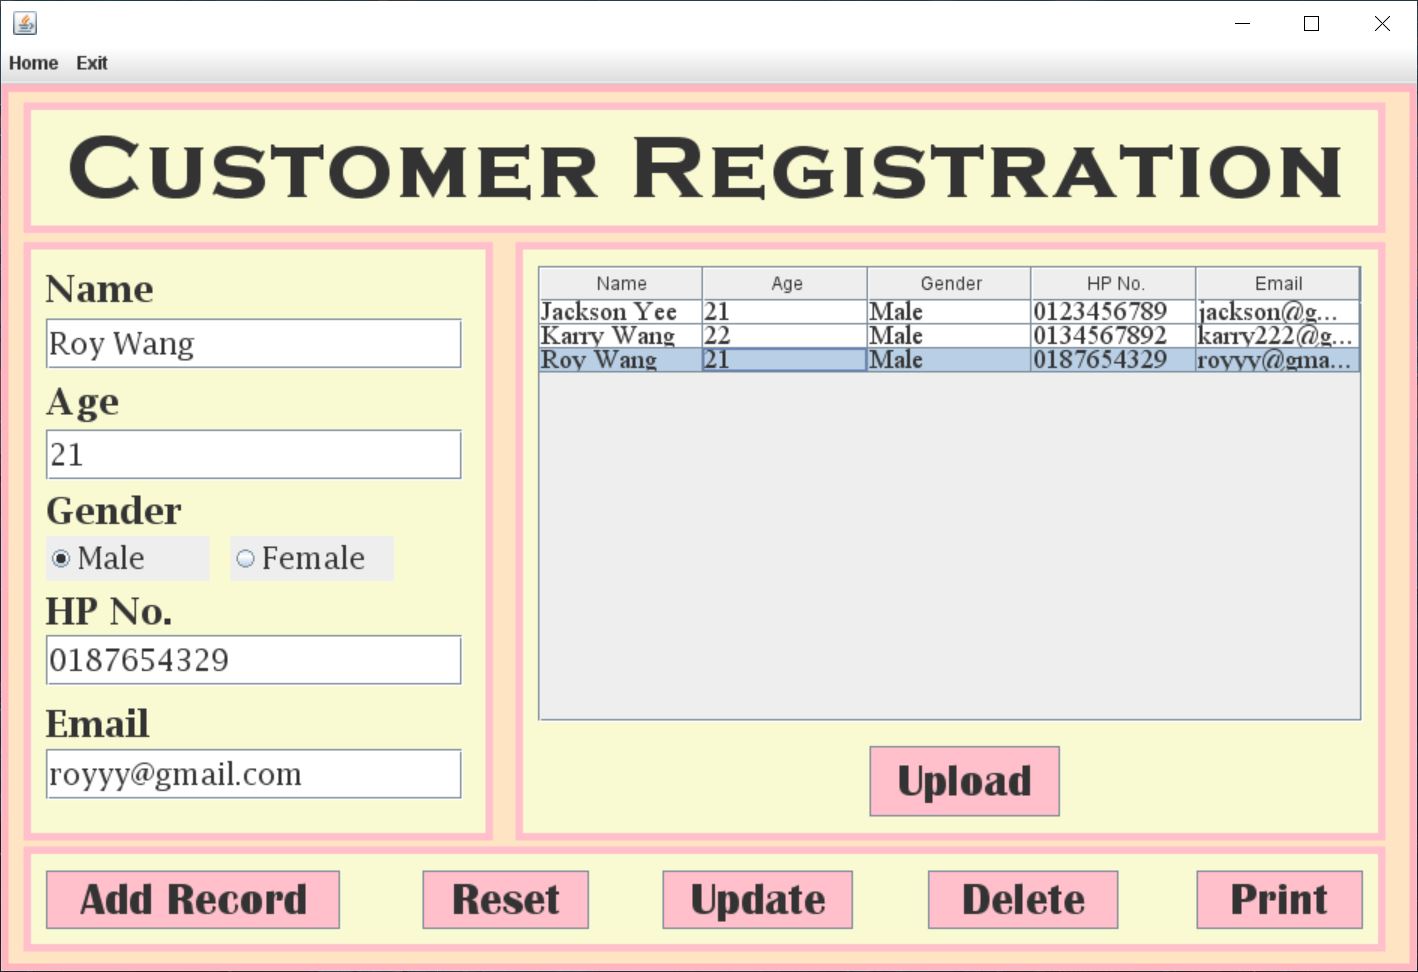 Home Exit
Customer Registration
Name
Roy Wang
Age
21
Gender
Male Female
HP No.
0187654329
Email
royyy@gmail.com
Name Age Gender HP No. Email
Jackson Yee 21 Male 0123456789 jackson@g...
Karry Wang 22 Male 0134567892 karry222@g...
Roy Wang 21 Male 0187654329 royyy@gma...
Upload
Add Record Reset Update Delete Print